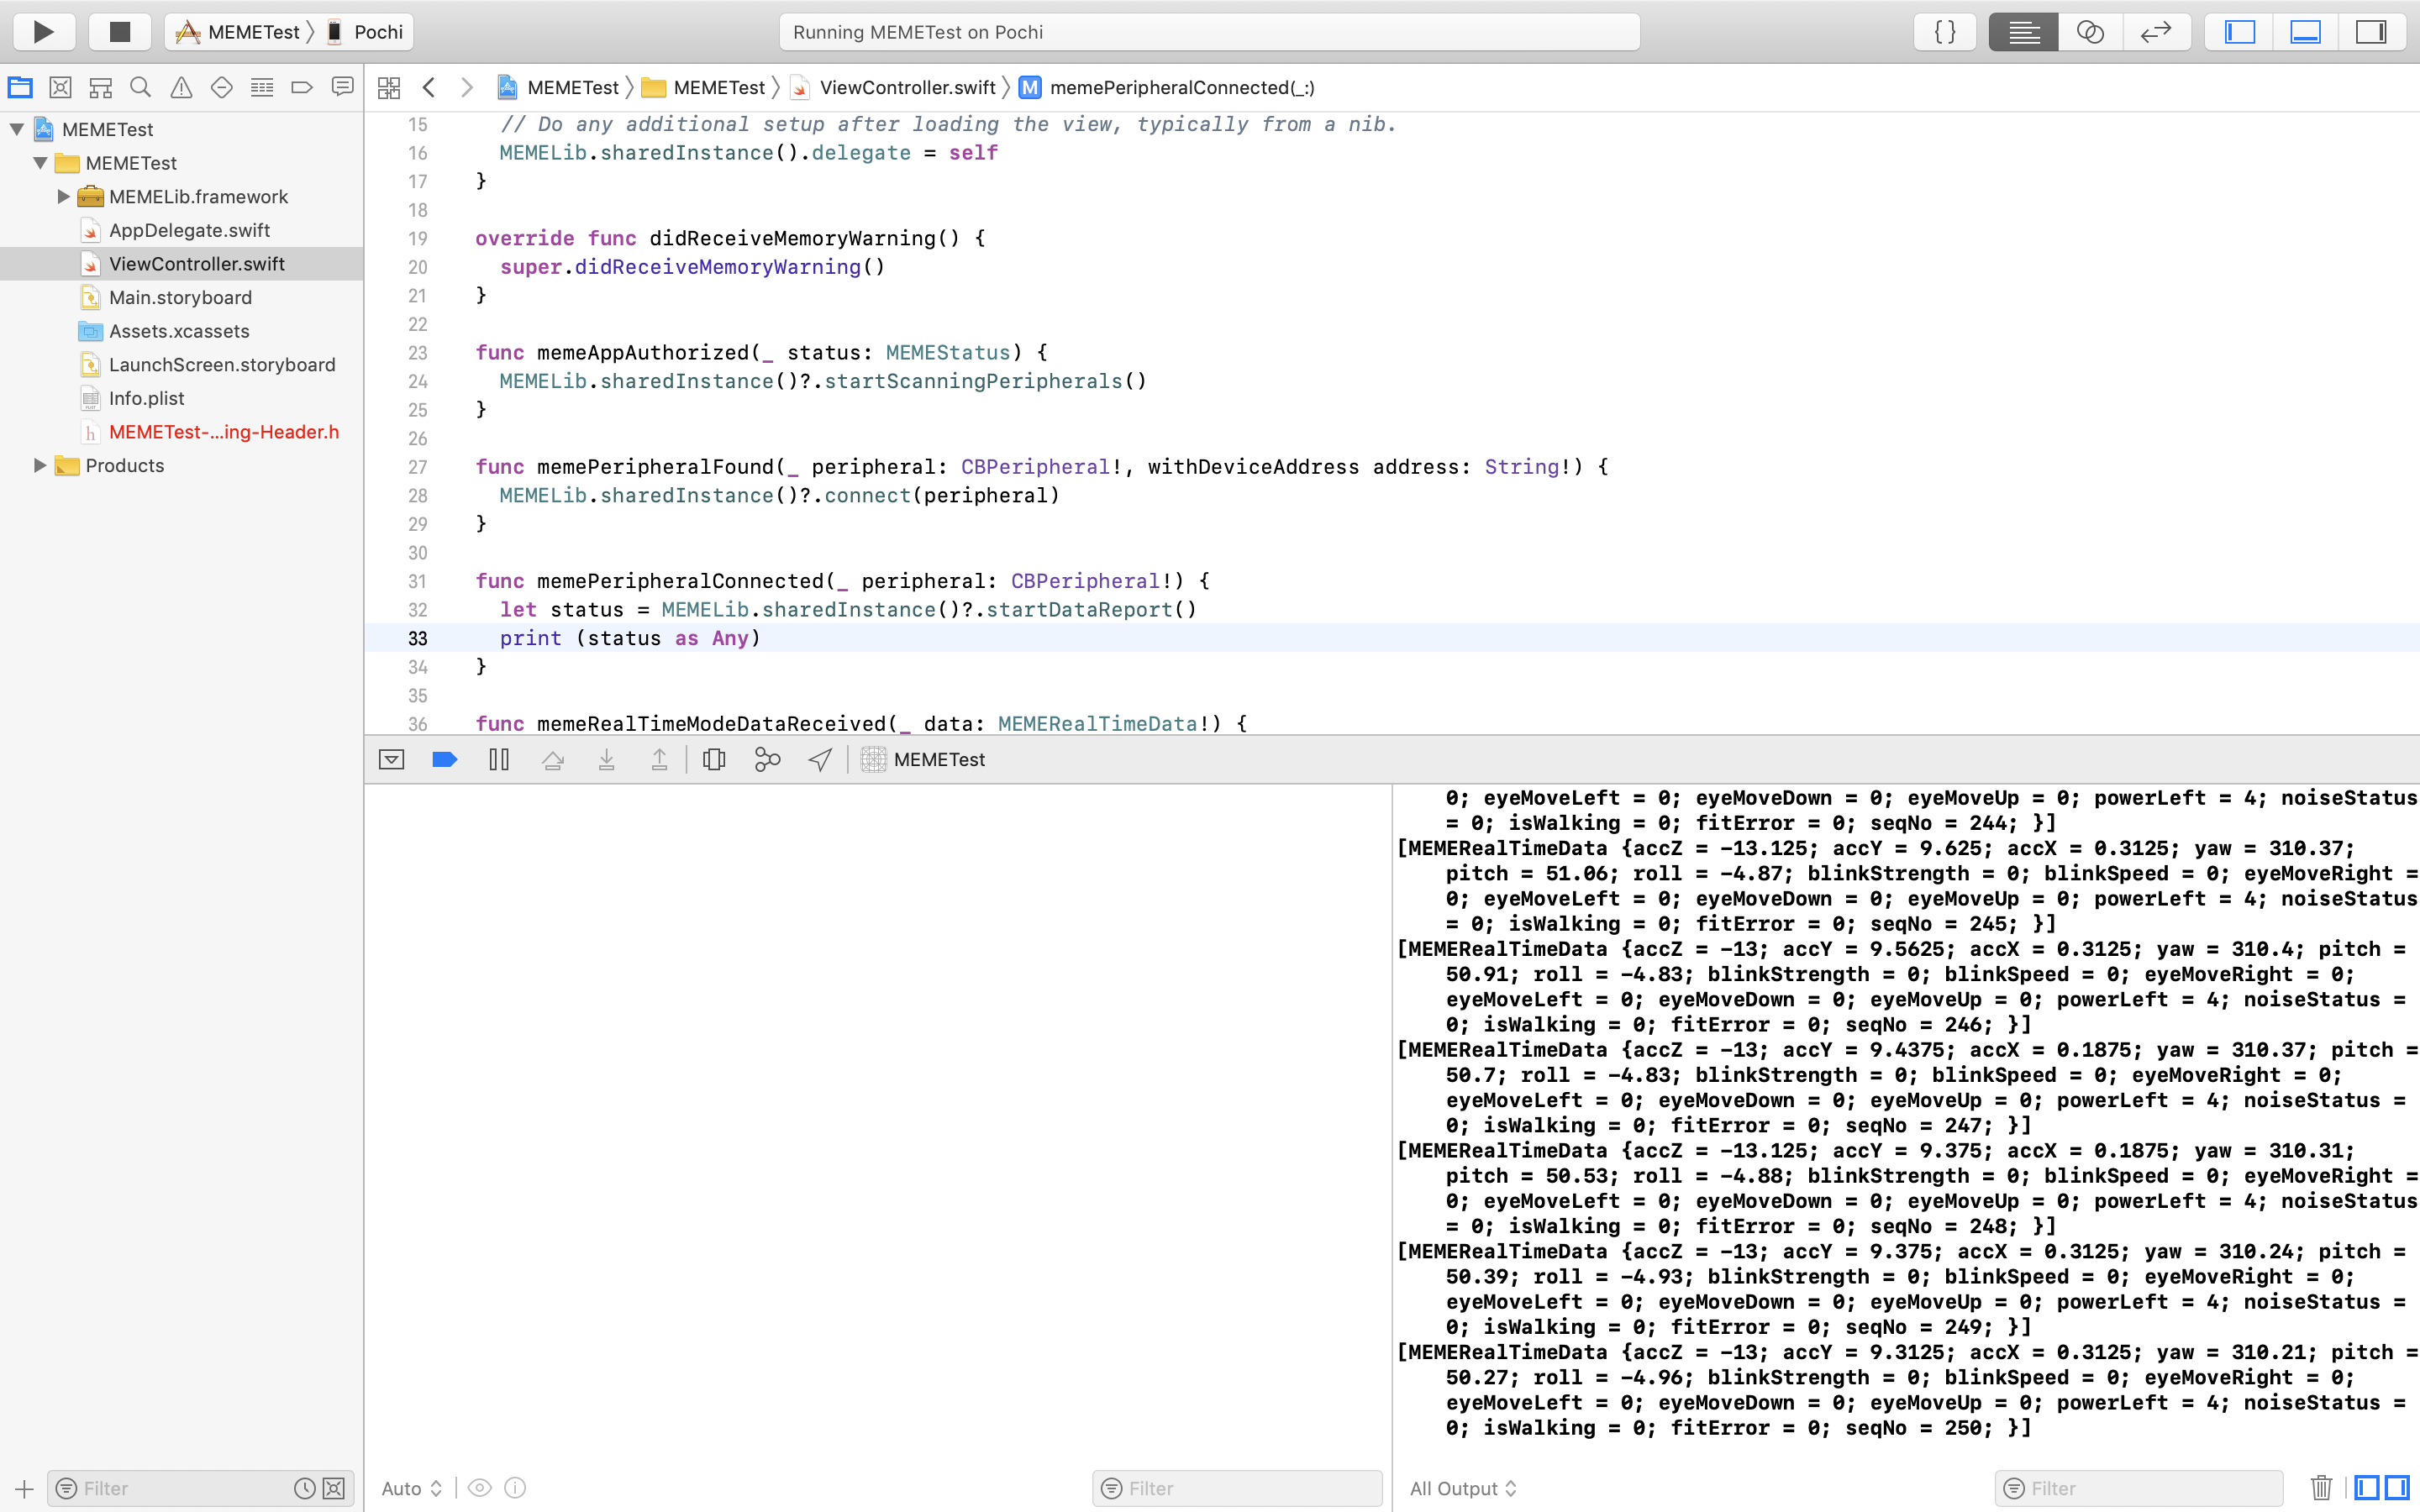 MEMETest
Pochi
Running MEMETest on Pochi
{ }
MEMETest
MEMETest
ViewController.swift
M memePeripheralConnected(_:)
MEMETest
MEMETest
MEMELib.framework
AppDelegate.swift
ViewController.swift
Main.storyboard
Assets.xcassets
LaunchScreen.storyboard
Info.plist
MEMETest-...ing-Header.h
Products
15 // Do any additional setup after loading the view, typically from a nib.
16 MEMELib.sharedInstance().delegate = self
17 }
18
19 override func didReceiveMemoryWarning() {
20 super.didReceiveMemoryWarning()
21 }
22
23 func memeAppAuthorized(_ status: MEMEStatus) {
24 MEMELib.sharedInstance()?.startScanningPeripherals()
25 }
26
27 func memePeripheralFound(_ peripheral: CBPeripheral!, withDeviceAddress address: String!) {
28 MEMELib.sharedInstance()?.connect(peripheral)
29 }
30
31 func memePeripheralConnected(_ peripheral: CBPeripheral!) {
32 let status = MEMELib.sharedInstance()?.startDataReport()
33 print (status as Any)
34 }
35
36 func memeRealTimeModeDataReceived(_ data: MEMERealTimeData!) {
MEMETest
0; eyeMoveLeft = 0; eyeMoveDown = 0; eyeMoveUp = 0; powerLeft = 4; noiseStatus
= 0; isWalking = 0; fitError = 0; seqNo = 244; }]
[MEMERealTimeData {accZ = -13.125; accY = 9.625; accX = 0.3125; yaw = 310.37;
pitch = 51.06; roll = -4.87; blinkStrength = 0; blinkSpeed = 0; eyeMoveRight =
0; eyeMoveLeft = 0; eyeMoveDown = 0; eyeMoveUp = 0; powerLeft = 4; noiseStatus
= 0; isWalking = 0; fitError = 0; seqNo = 245; }]
[MEMERealTimeData {accZ = -13; accY = 9.5625; accX = 0.3125; yaw = 310.4; pitch =
50.91; roll = -4.83; blinkStrength = 0; blinkSpeed = 0; eyeMoveRight = 0;
eyeMoveLeft = 0; eyeMoveDown = 0; eyeMoveUp = 0; powerLeft = 4; noiseStatus =
0; isWalking = 0; fitError = 0; seqNo = 246; }]
[MEMERealTimeData {accZ = -13; accY = 9.4375; accX = 0.1875; yaw = 310.37; pitch =
50.7; roll = -4.83; blinkStrength = 0; blinkSpeed = 0; eyeMoveRight = 0;
eyeMoveLeft = 0; eyeMoveDown = 0; eyeMoveUp = 0; powerLeft = 4; noiseStatus =
0; isWalking = 0; fitError = 0; seqNo = 247; }]
[MEMERealTimeData {accZ = -13.125; accY = 9.375; accX = 0.1875; yaw = 310.31;
pitch = 50.53; roll = -4.88; blinkStrength = 0; blinkSpeed = 0; eyeMoveRight =
0; eyeMoveLeft = 0; eyeMoveDown = 0; eyeMoveUp = 0; powerLeft = 4; noiseStatus
= 0; isWalking = 0; fitError = 0; seqNo = 248; }]
[MEMERealTimeData {accZ = -13; accY = 9.375; accX = 0.3125; yaw = 310.24; pitch =
50.39; roll = -4.93; blinkStrength = 0; blinkSpeed = 0; eyeMoveRight = 0;
eyeMoveLeft = 0; eyeMoveDown = 0; eyeMoveUp = 0; powerLeft = 4; noiseStatus =
0; isWalking = 0; fitError = 0; seqNo = 249; }]
[MEMERealTimeData {accZ = -13; accY = 9.3125; accX = 0.3125; yaw = 310.21; pitch =
50.27; roll = -4.96; blinkStrength = 0; blinkSpeed = 0; eyeMoveRight = 0;
eyeMoveLeft = 0; eyeMoveDown = 0; eyeMoveUp = 0; powerLeft = 4; noiseStatus =
0; isWalking = 0; fitError = 0; seqNo = 250; }]
Filter
Auto
Filter
All Output
Filter